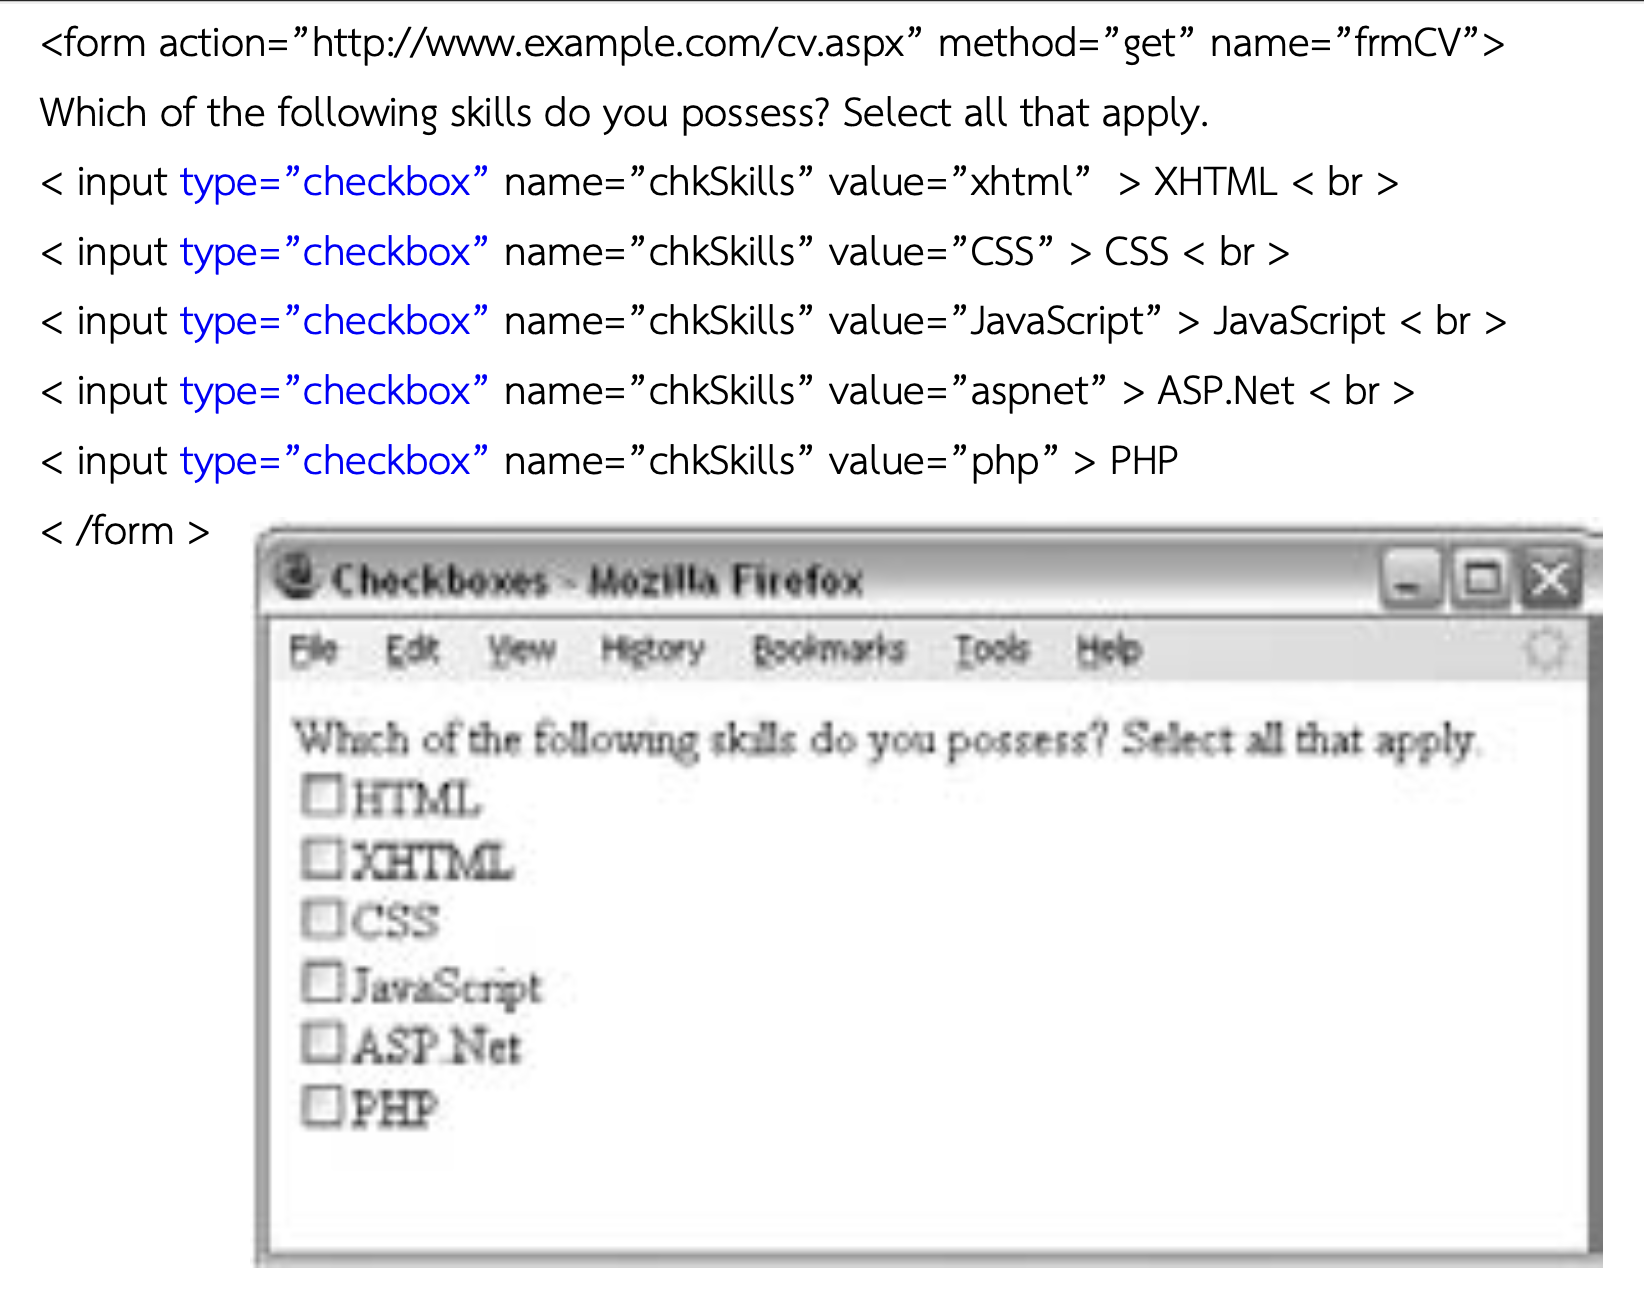 <form action=”http://www.example.com/cv.aspx” method=”get” name=”frmCV”>
Which of the following skills do you possess? Select all that apply.
< input type=”checkbox” name=”chkSkills” value=”xhtml”  > XHTML < br >
< input type=”checkbox” name=”chkSkills” value=”CSS” > CSS < br >
< input type=”checkbox” name=”chkSkills” value=”JavaScript” > JavaScript < br >
< input type=”checkbox” name=”chkSkills” value=”aspnet” > ASP.Net < br >
< input type=”checkbox” name=”chkSkills” value=”php” > PHP
< /form >
Checkboxes - Mozilla Firefox
File Edit View History Bookmarks Tools Help
Which of the following skills do you possess? Select all that apply.
HTML
XHTML
CSS
JavaScript
ASP.Net
PHP